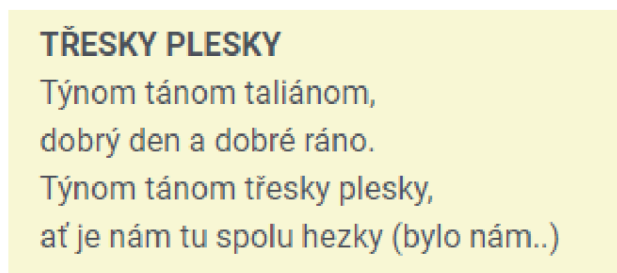 TŘESKY PLESKY
Týnom tánom taliánom,
dobrý den a dobré ráno.
Týnom tánom třesky plesky,
ať je nám tu spolu hezky (bylo nám..)